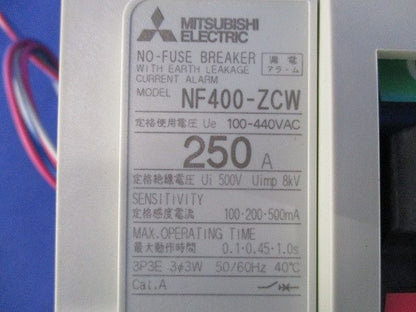 MITSUBISHI
ELECTRIC
NO-FUSE BREAKER
WITH EARTH LEAKAGE
CURRENT ALARM
漏電
アラーム
MODEL NF400-ZCW
定格使用電圧 Ue 100-440VAC
250 A
定格絶縁電圧 Ui 500V Uimp 8kV
SENSITIVITY
定格感度電流 100·200·500mA
MAX.OPERATING TIME
最大動作時間 0.1·0.45·1.0s
3P3E 3φ3W 50/60Hz 40℃
Cat.A